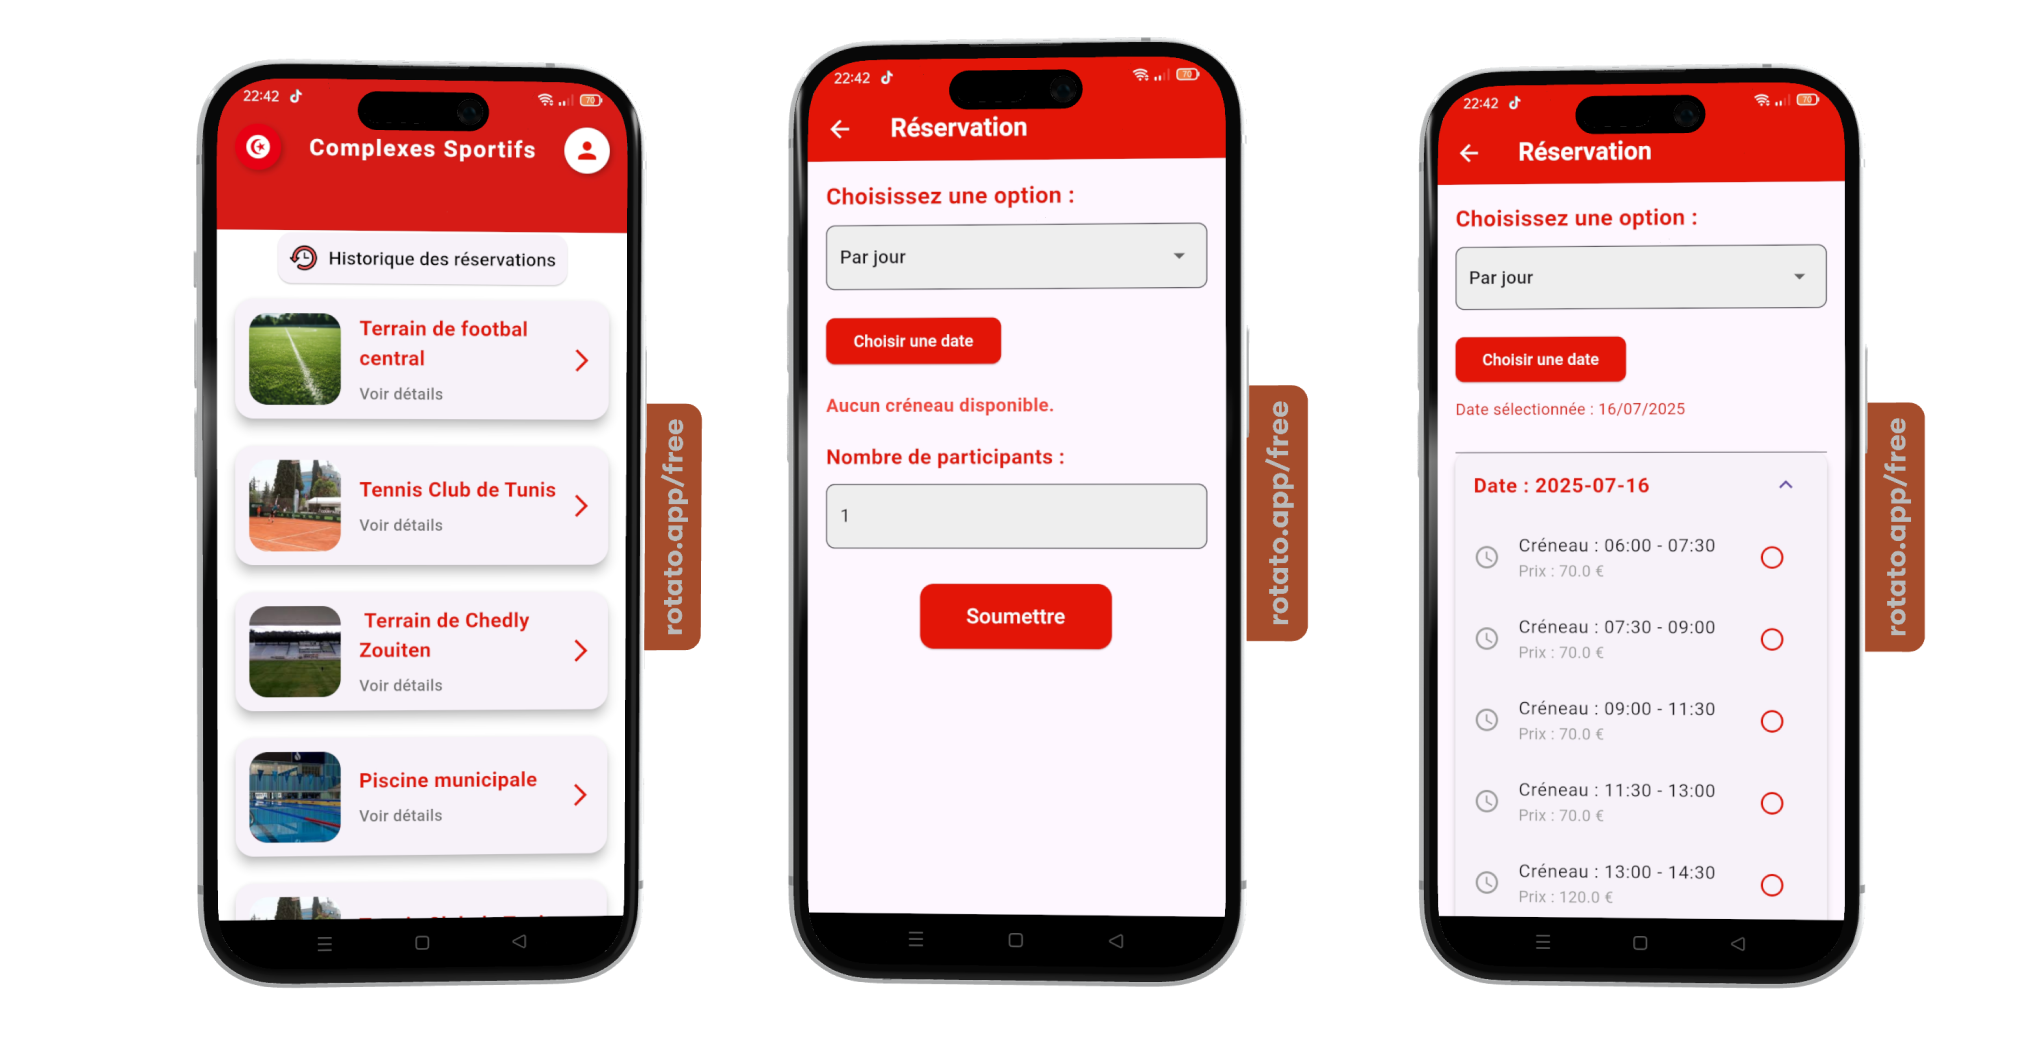 22:42
70
Complexes Sportifs
Historique des réservations
Terrain de footbal
central
Voir détails
Tennis Club de Tunis
Voir détails
Terrain de Chedly
Zouiten
Voir détails
Piscine municipale
Voir détails
rotato.app/free
22:42
70
Réservation
Choisissez une option :
Par jour
Choisir une date
Aucun créneau disponible.
Nombre de participants :
1
Soumettre
rotato.app/free
22:42
70
Réservation
Choisissez une option :
Par jour
Choisir une date
Date sélectionnée : 16/07/2025
Date : 2025-07-16
Créneau : 06:00 - 07:30
Prix : 70.0 €
Créneau : 07:30 - 09:00
Prix : 70.0 €
Créneau : 09:00 - 11:30
Prix : 70.0 €
Créneau : 11:30 - 13:00
Prix : 70.0 €
Créneau : 13:00 - 14:30
Prix : 120.0 €
rotato.app/free